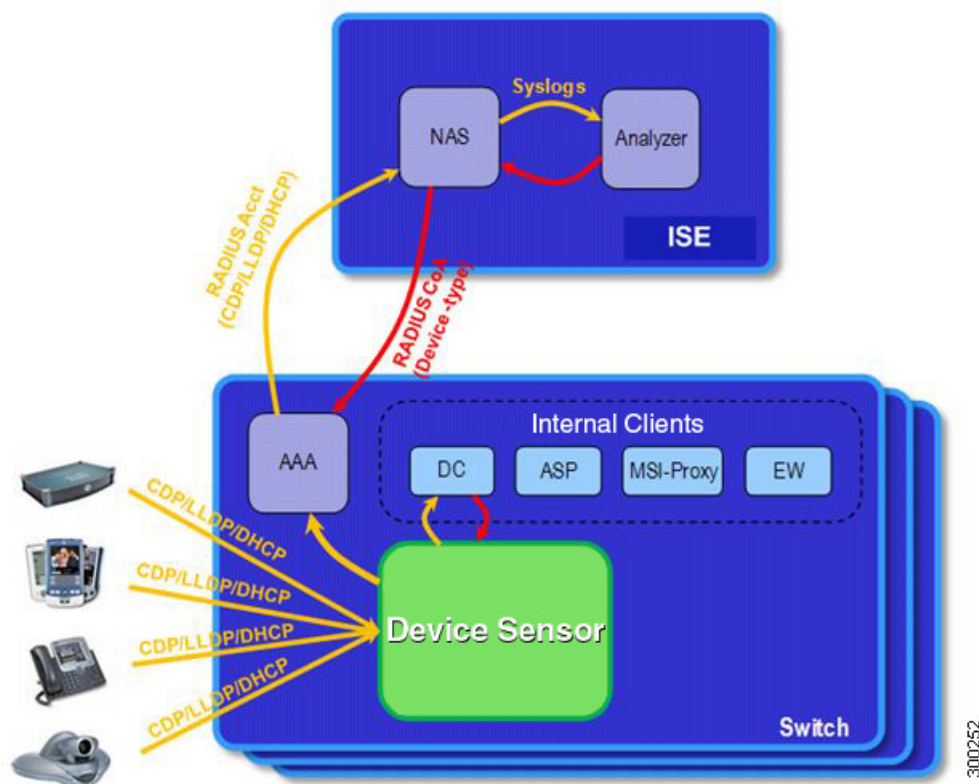 Syslogs
NAS
Analyzer
ISE
RADIUS Acct
(CDP/LLDP/DHCP)
RADIUS CoA
(Device -type)
Internal Clients
AAA
DC
ASP
MSI-Proxy
EW
CDP/LLDP/DHCP
CDP/LLDP/DHCP
CDP/LLDP/DHCP
CDP/LLDP/DHCP
Device Sensor
Switch
300252